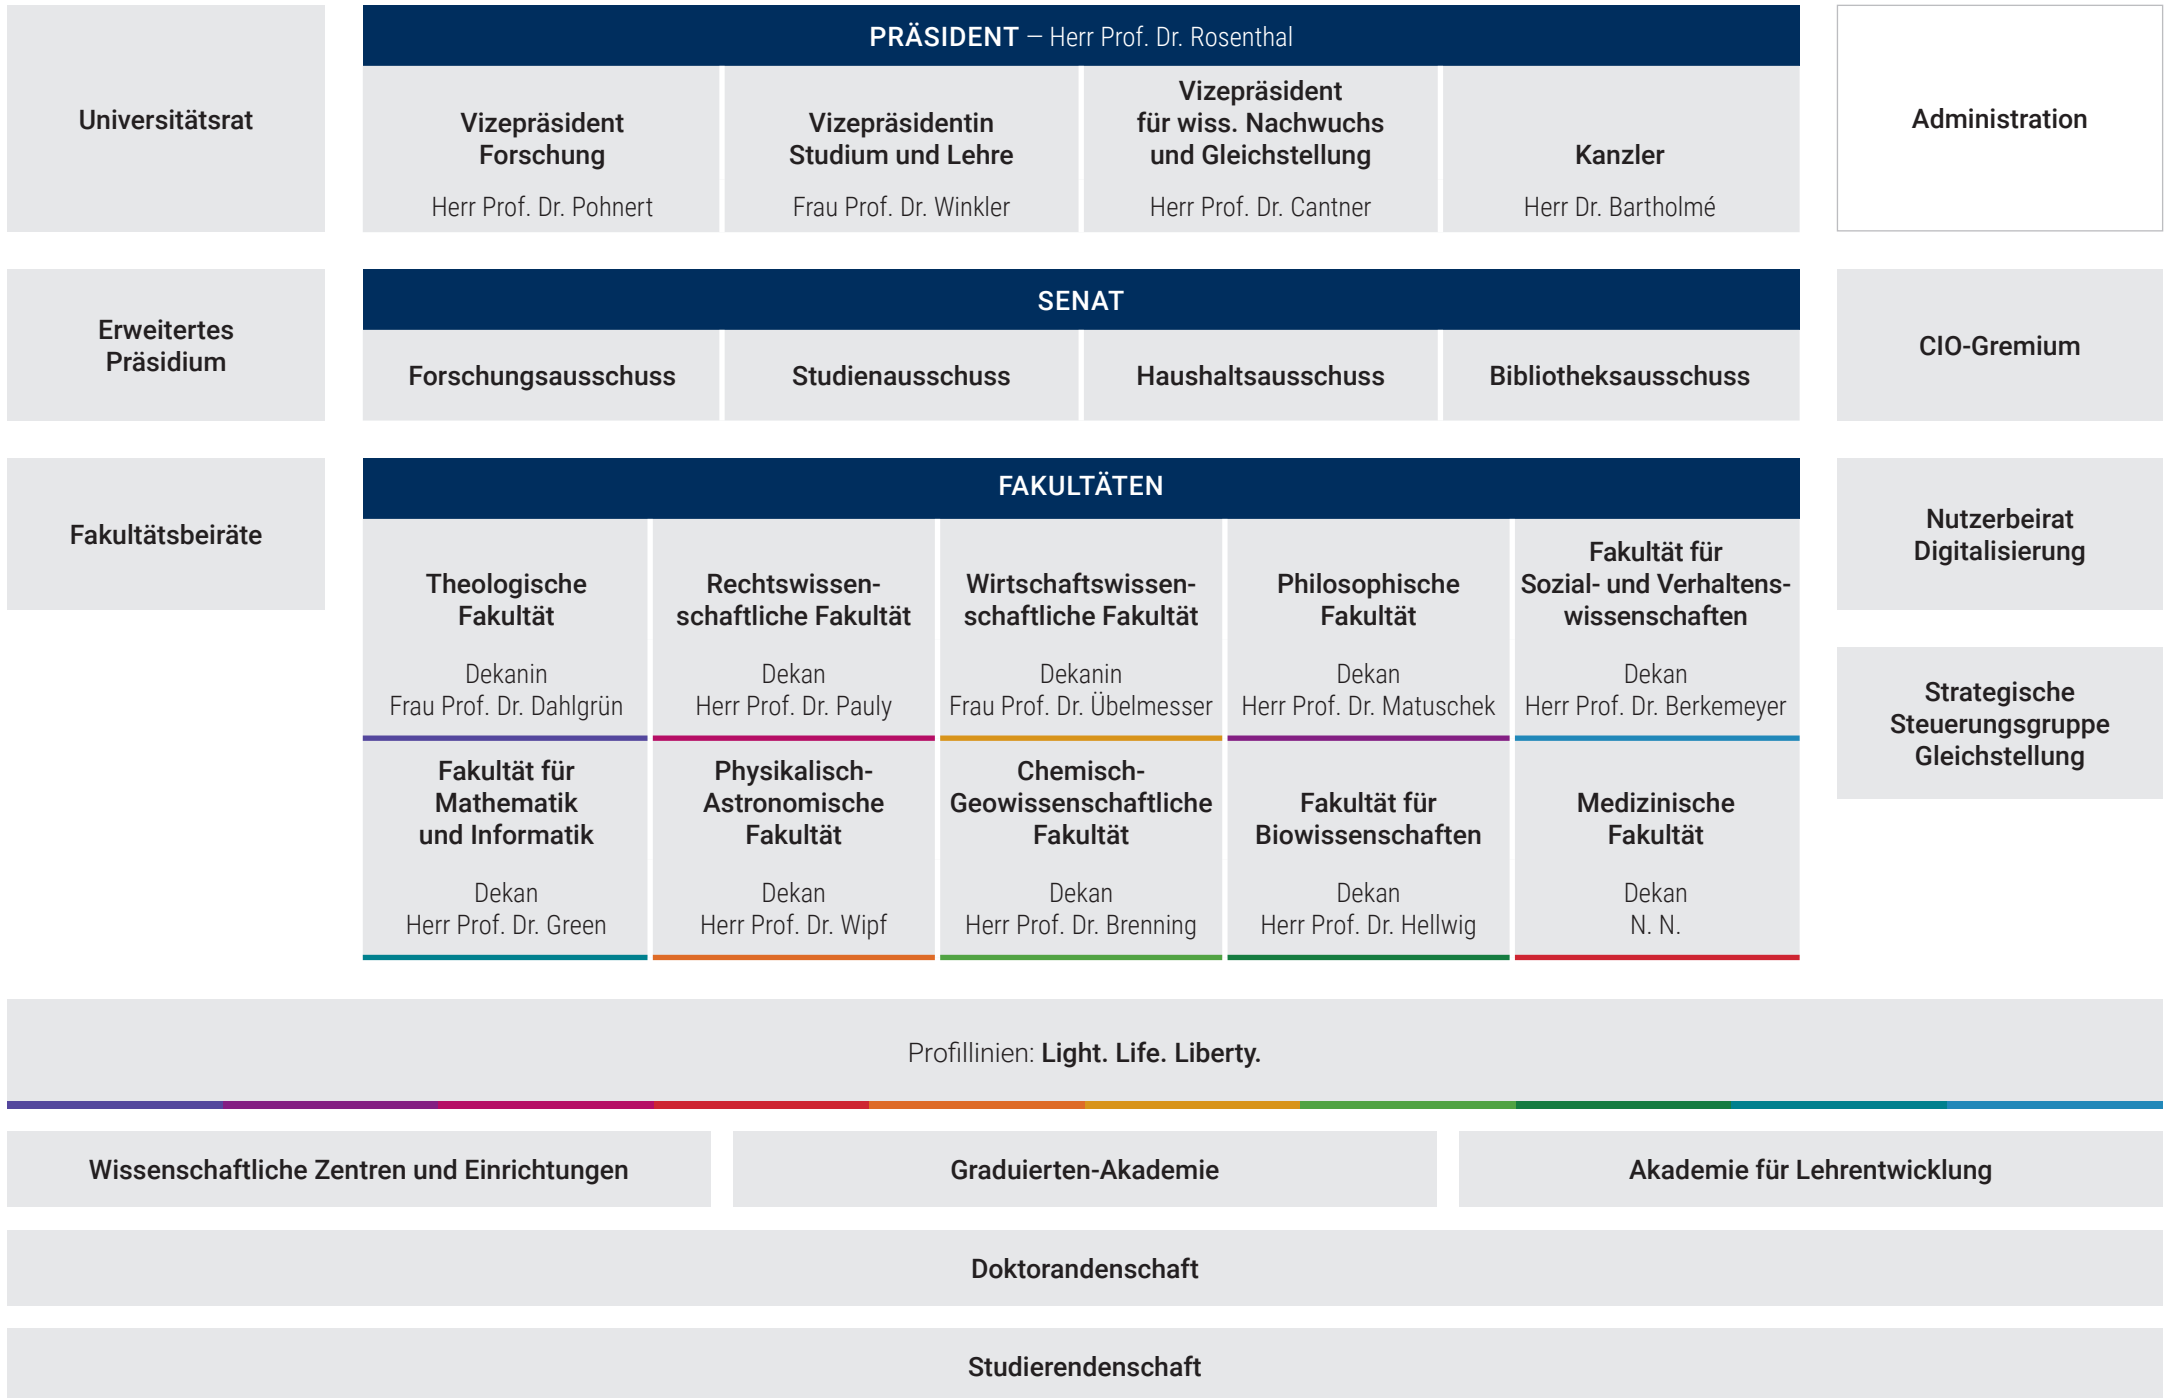 Universitätsrat
PRÄSIDENT – Herr Prof. Dr. Rosenthal
Vizepräsident
Forschung
Herr Prof. Dr. Pohnert
Vizepräsidentin
Studium und Lehre
Frau Prof. Dr. Winkler
Vizepräsident
für wiss. Nachwuchs
und Gleichstellung
Herr Prof. Dr. Cantner
Kanzler
Herr Dr. Bartholmé
Administration
Erweitertes
Präsidium
SENAT
Forschungsausschuss
Studienausschuss
Haushaltsausschuss
Bibliotheksausschuss
CIO-Gremium
Fakultätsbeiräte
FAKULTÄTEN
Theologische
Fakultät
Dekanin
Frau Prof. Dr. Dahlgrün
Rechtswissen-
schaftliche Fakultät
Dekan
Herr Prof. Dr. Pauly
Wirtschaftswissen-
schaftliche Fakultät
Dekanin
Frau Prof. Dr. Übelmesser
Philosophische
Fakultät
Dekan
Herr Prof. Dr. Matuschek
Fakultät für
Sozial- und Verhaltens-
wissenschaften
Dekan
Herr Prof. Dr. Berkemeyer
Fakultät für
Mathematik
und Informatik
Dekan
Herr Prof. Dr. Green
Physikalisch-
Astronomische
Fakultät
Dekan
Herr Prof. Dr. Wipf
Chemisch-
Geowissenschaftliche
Fakultät
Dekan
Herr Prof. Dr. Brenning
Fakultät für
Biowissenschaften
Dekan
Herr Prof. Dr. Hellwig
Medizinische
Fakultät
Dekan
N. N.
Nutzerbeirat
Digitalisierung
Strategische
Steuerungsgruppe
Gleichstellung
Profillinien: Light. Life. Liberty.
Wissenschaftliche Zentren und Einrichtungen
Graduierten-Akademie
Akademie für Lehrentwicklung
Doktorandenschaft
Studierendenschaft